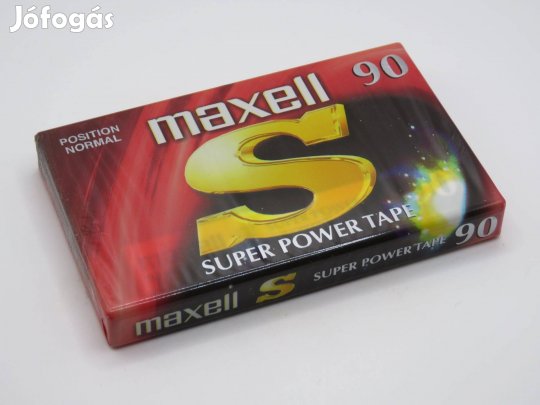 Jófogás
POSITION
NORMAL
maxell
90
S
SUPER POWER TAPE
maxell S SUPER POWER TAPE 90